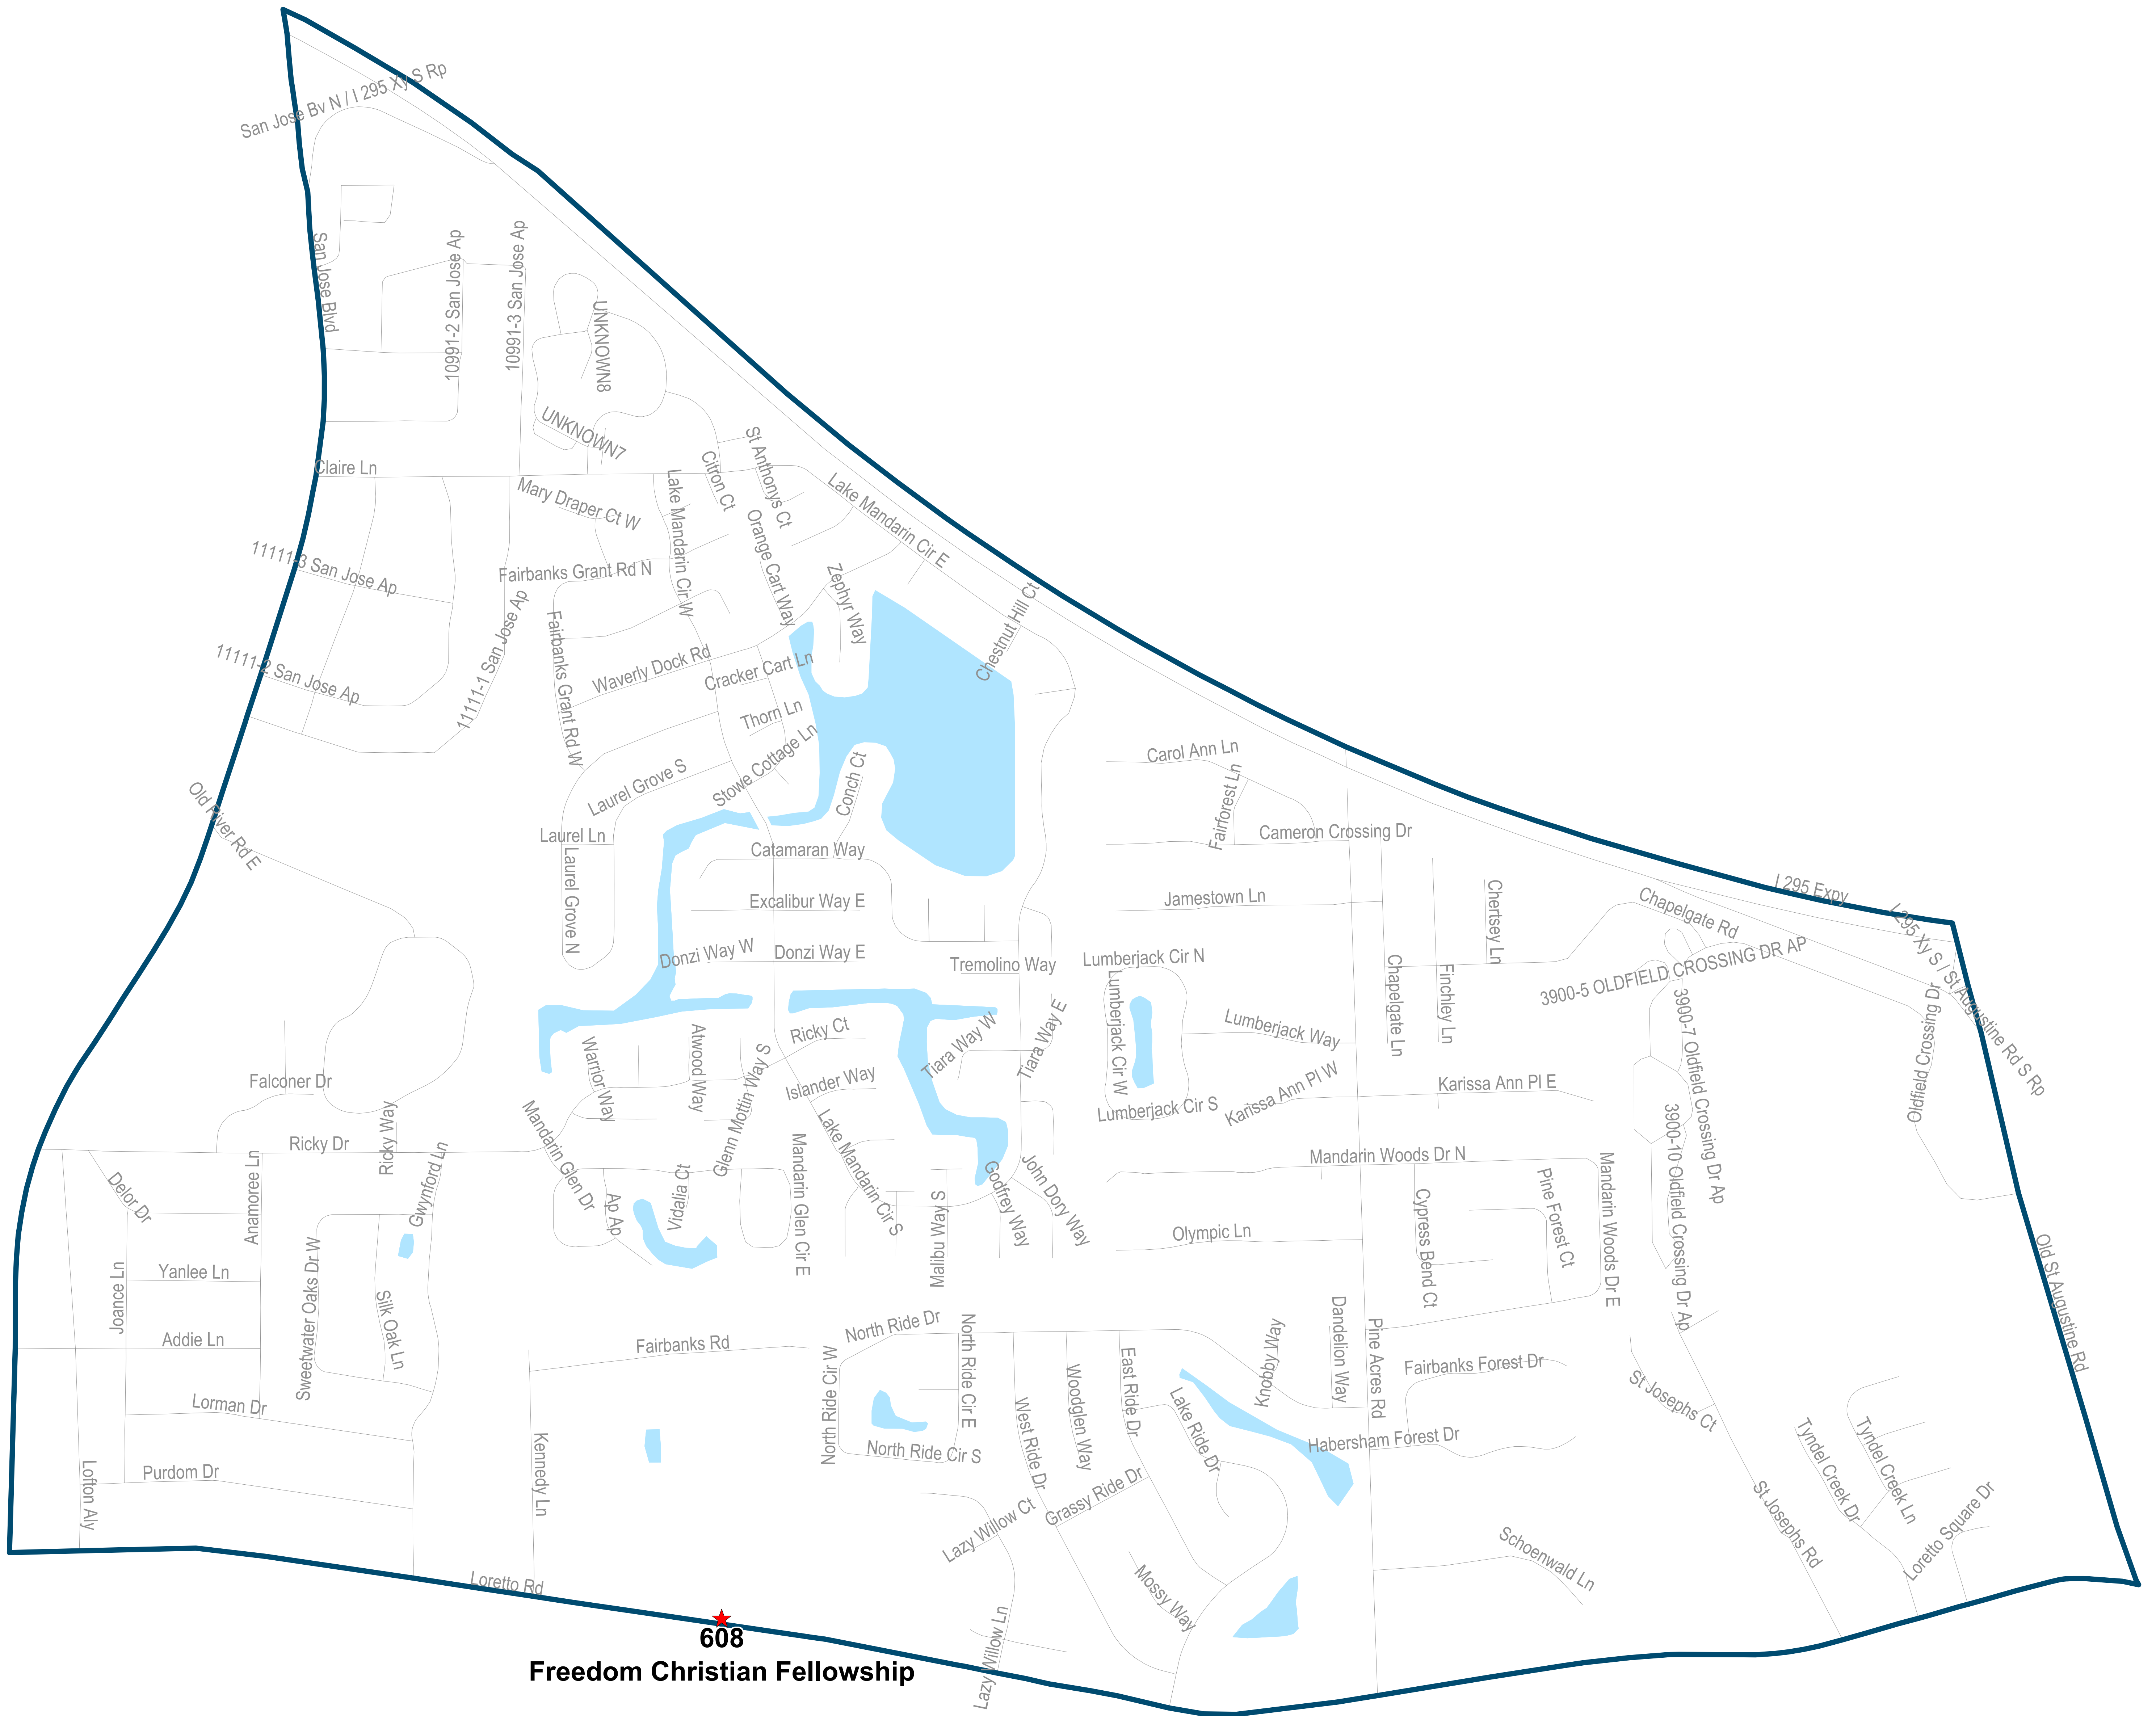 San Jose Bv N / I 295 Xy S Rp
San Jose Blvd
10991-2 San Jose Ap
10991-3 San Jose Ap
UNKNOWN8
UNKNOWN7
Claire Ln
Mary Draper Ct W
Lake Mandarin Cir W
Citron Ct
St Anthonys Ct
Orange Cart Way
Lake Mandarin Cir E
11111-3 San Jose Ap
Fairbanks Grant Rd N
Zephyr Way
Chestnut Hill Ct
11111-2 San Jose Ap
11111-1 San Jose Ap
Fairbanks Grant Rd W
Waverly Dock Rd
Cracker Cart Ln
Thorn Ln
Stowe Cottage Ln
Laurel Grove S
Conch Ct
Carol Ann Ln
Fairforest Ln
Old River Rd E
Laurel Ln
Laurel Grove N
Catamaran Way
Cameron Crossing Dr
Excalibur Way E
Jamestown Ln
Chertsey Ln
Chapelgate Rd
I 295 Expy
I 295 Xy S / St Augustine Rd S Rp
Donzi Way W
Donzi Way E
Tremolino Way
Lumberjack Cir N
Lumberjack Cir W
Chapelgate Ln
Finchley Ln
3900-5 OLDFIELD CROSSING DR AP
3900-7 Oldfield Crossing Dr Ap
Oldfield Crossing Dr
Ricky Ct
Tiara Way W
Tiara Way E
Lumberjack Way
Warrior Way
Atwood Way
Glenn Mottin Way S
Islander Way
Falconer Dr
Karissa Ann Pl W
Karissa Ann Pl E
Lumberjack Cir S
Mandarin Glen Dr
Lake Mandarin Cir S
3900-10 Oldfield Crossing Dr Ap
Ricky Dr
Ricky Way
Gwynford Ln
Anamoree Ln
Delor Dr
Ap Ap
Vidalia Ct
Mandarin Glen Cir E
Malibu Way S
Godfrey Way
John Dory Way
Mandarin Woods Dr N
Cypress Bend Ct
Pine Forest Ct
Mandarin Woods Dr E
Olympic Ln
Yanlee Ln
Joance Ln
Sweetwater Oaks Dr W
Silk Oak Ln
Old St Augustine Rd
Addie Ln
Fairbanks Rd
North Ride Dr
North Ride Cir W
North Ride Cir E
East Ride Dr
Woodglen Way
West Ride Dr
Knobby Way
Dandelion Way
Pine Acres Rd
Fairbanks Forest Dr
St Josephs Ct
Lorman Dr
Lake Ride Dr
Habersham Forest Dr
North Ride Cir S
Purdom Dr
Lofton Aly
Kennedy Ln
Grassy Ride Dr
Lazy Willow Ct
Tyndel Creek Dr
Tyndel Creek Ln
St Josephs Rd
Loretto Square Dr
Schoenwald Ln
Mossy Way
Loretto Rd
Lazy Willow Ln
608
Freedom Christian Fellowship